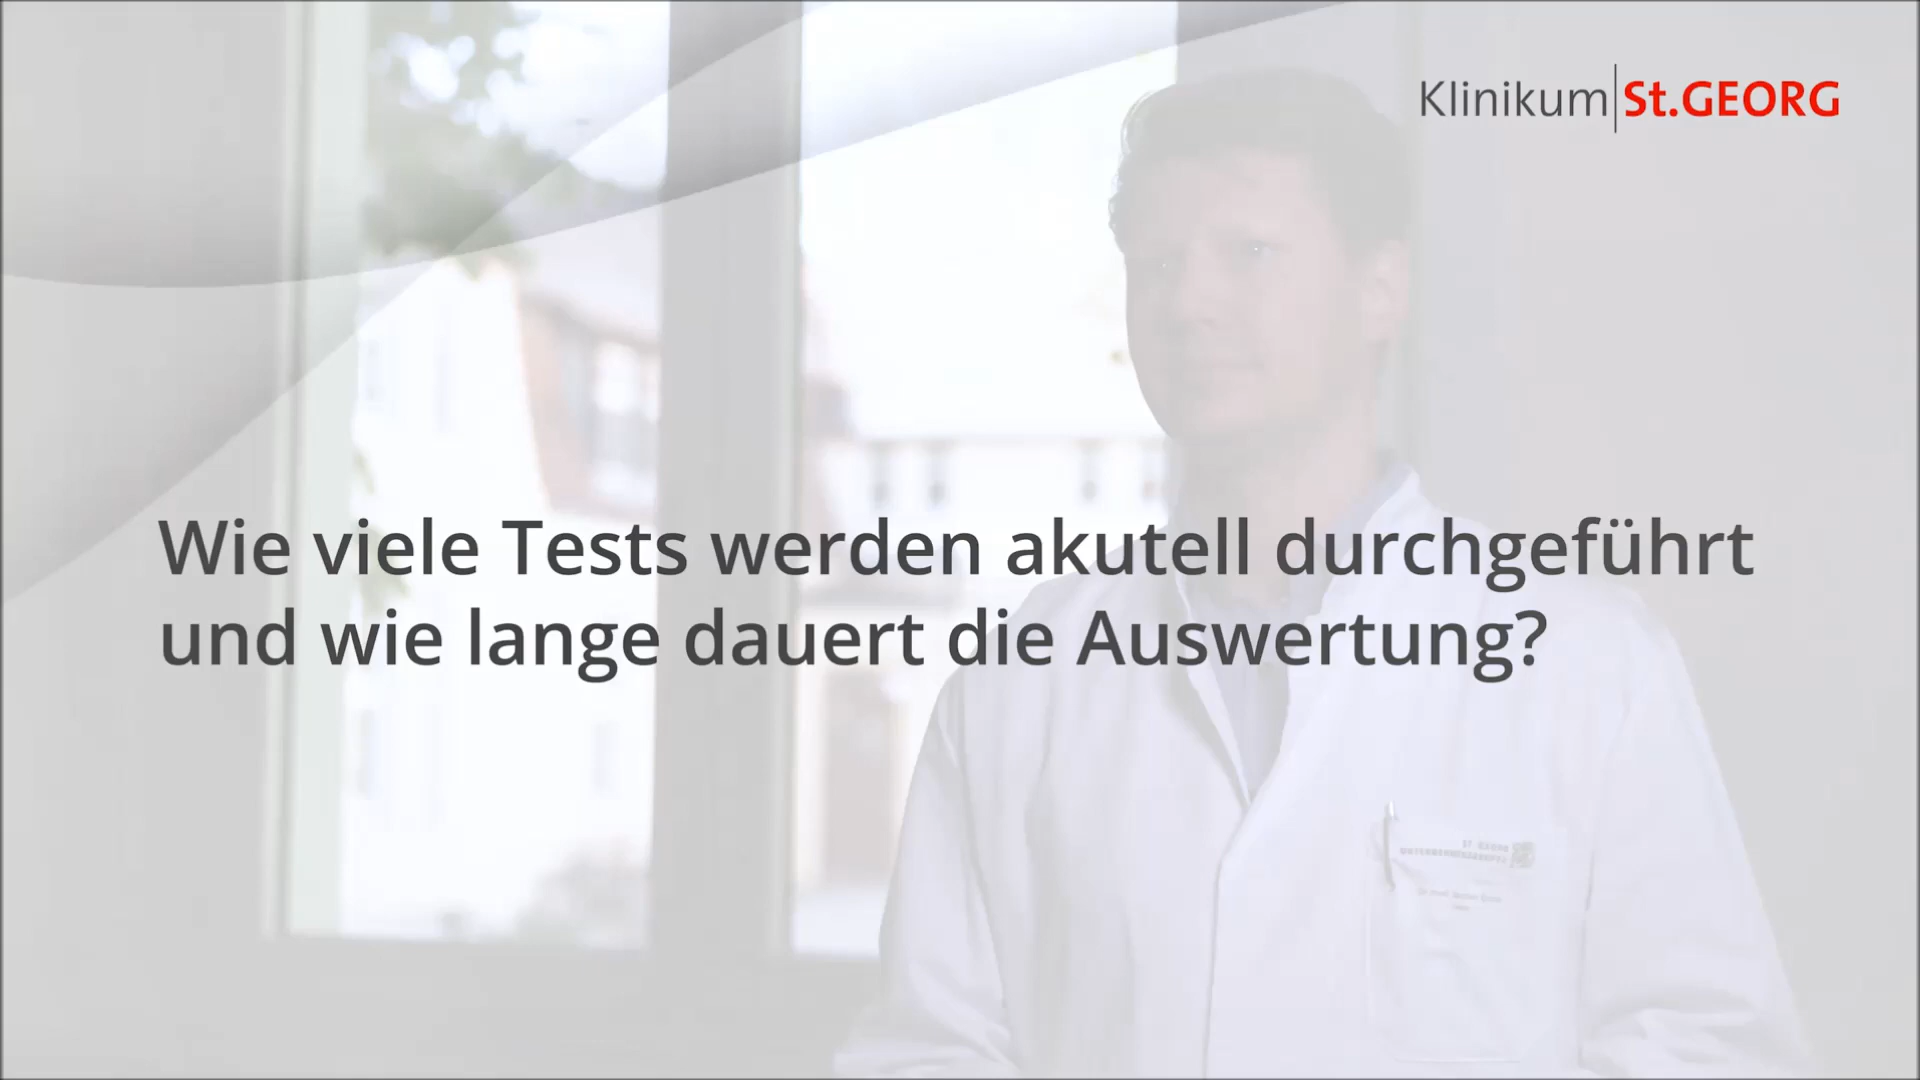 Klinikum St.GEORG
Wie viele Tests werden akutell durchgeführt
und wie lange dauert die Auswertung?